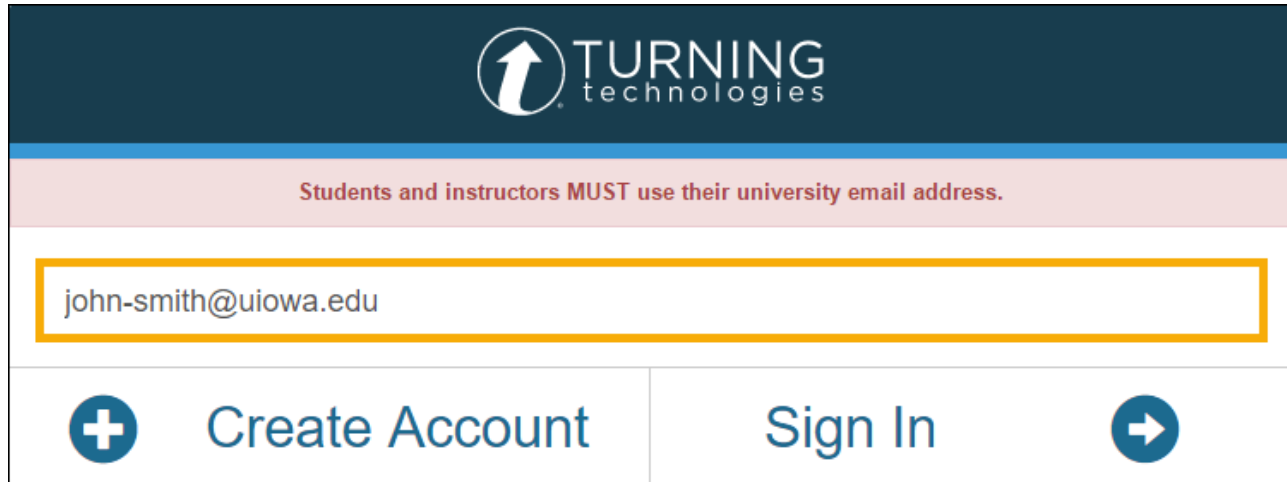 TURNING
technologies
Students and instructors MUST use their university email address.
john-smith@uiowa.edu
Create Account
Sign In